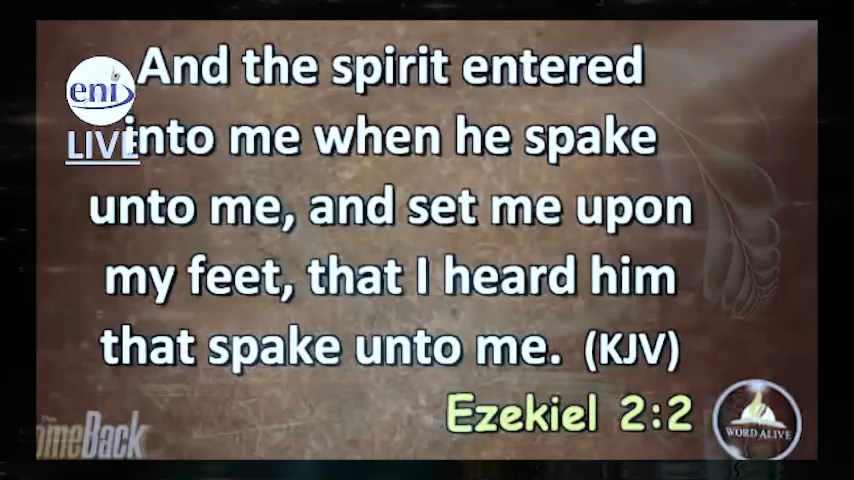 And the spirit entered
into me when he spake
unto me, and set me upon
my feet, that I heard him
that spake unto me. (KJV)
Ezekiel 2:2
eni
LIVE
omeBack
WORD ALIVE